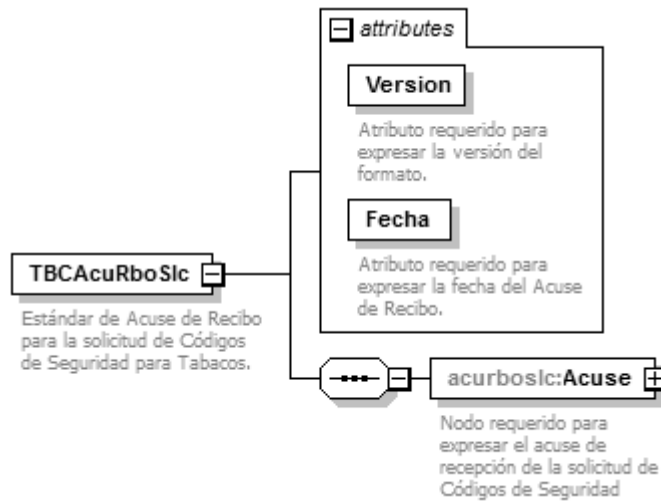 attributes
Version
Atributo requerido para
expresar la versión del
formato.
Fecha
Atributo requerido para
expresar la fecha del Acuse
de Recibo.
TBCAcuRboSlc
Estándar de Acuse de Recibo
para la solicitud de Códigos
de Seguridad para Tabacos.
acurboslc:Acuse
Nodo requerido para
expresar el acuse de
recepción de la solicitud de
Códigos de Seguridad